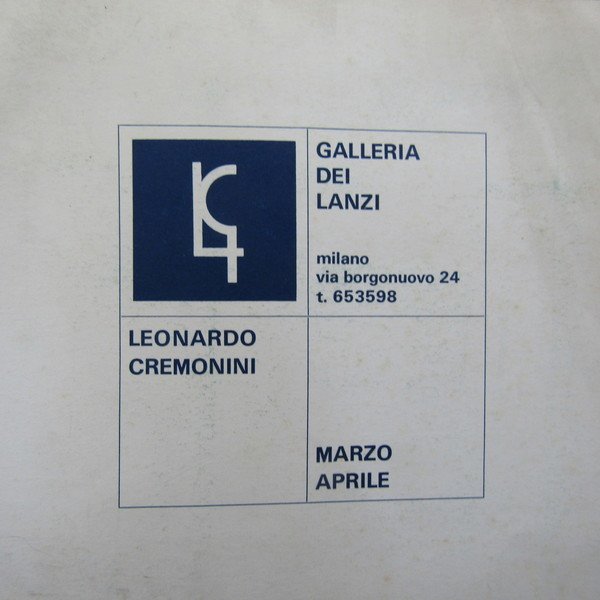 GALLERIA
DEI
LANZI
milano
via borgonuovo 24
t. 653598
LEONARDO
CREMONINI
MARZO
APRILE